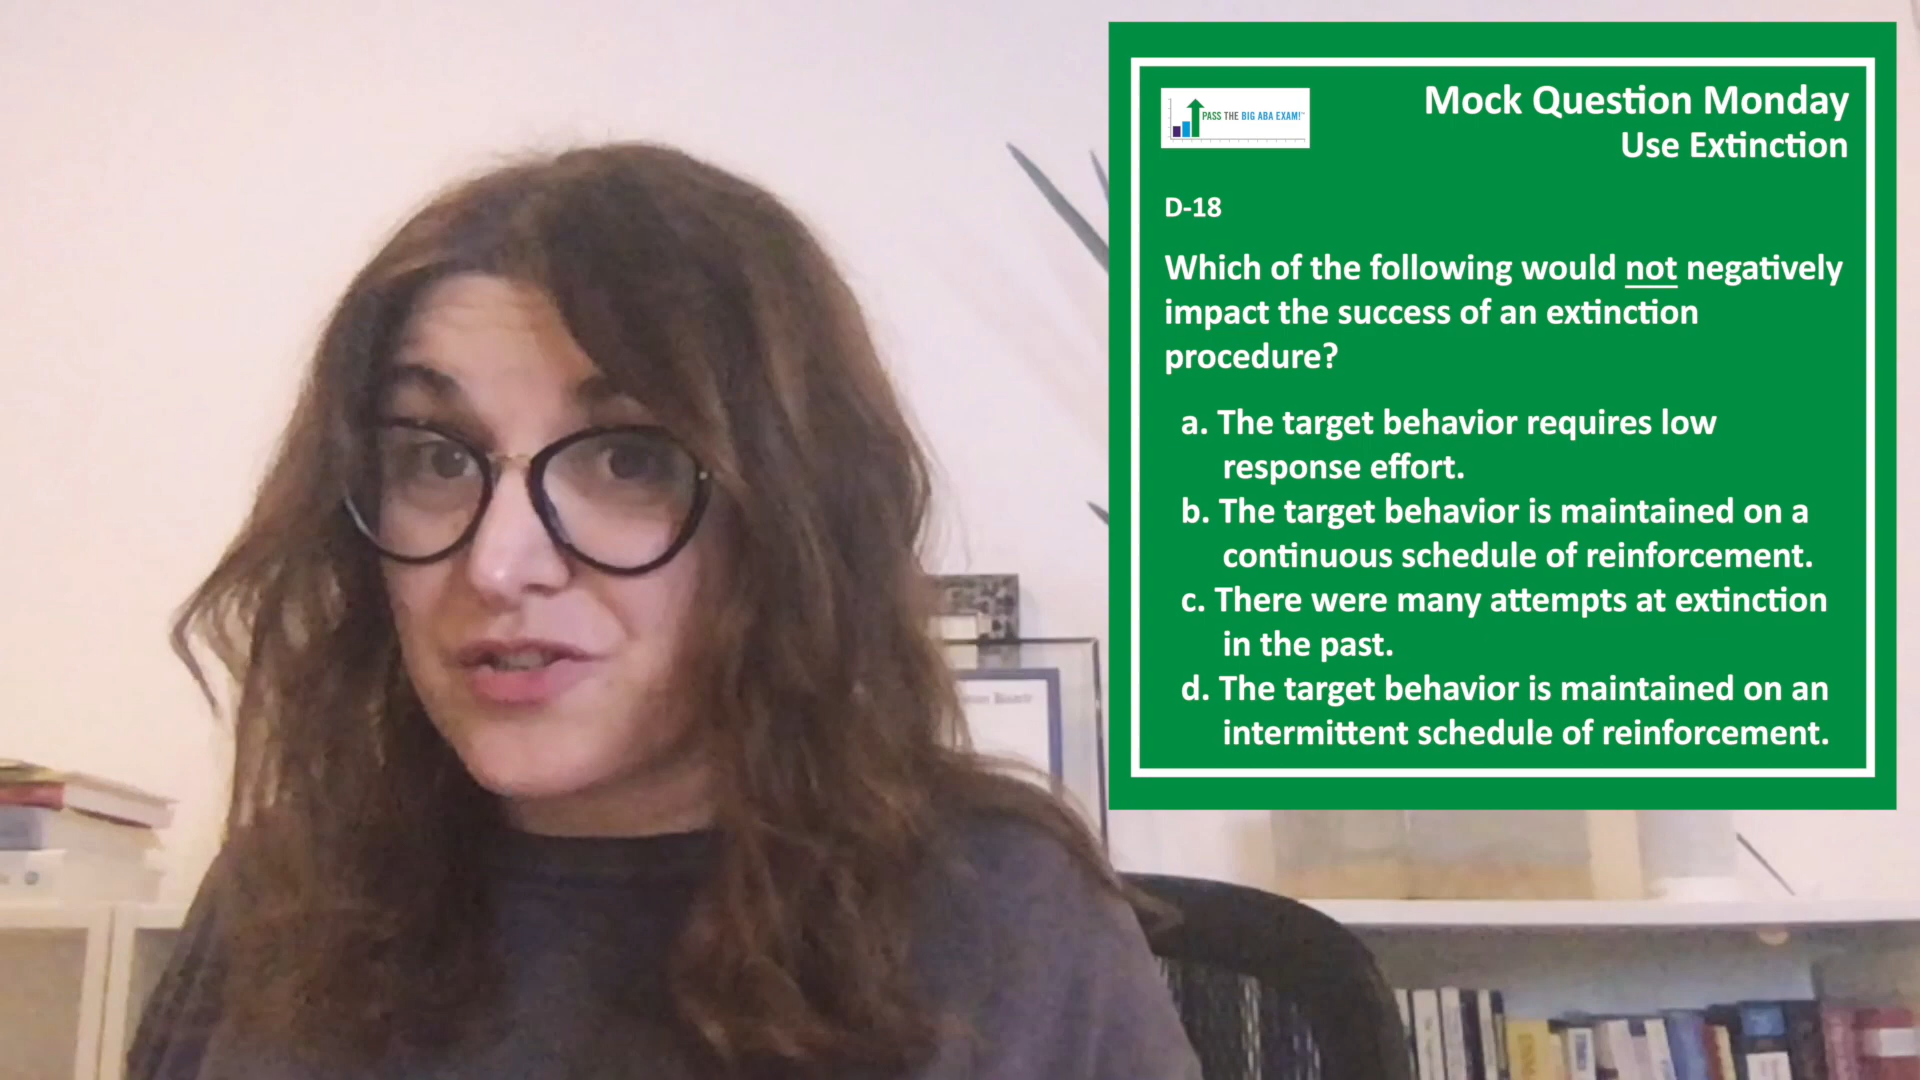 PASS THE BIG ABA EXAM!™
Mock Question Monday
Use Extinction
D-18
Which of the following would not negatively
impact the success of an extinction
procedure?
a. The target behavior requires low
response effort.
b. The target behavior is maintained on a
continuous schedule of reinforcement.
c. There were many attempts at extinction
in the past.
d. The target behavior is maintained on an
intermittent schedule of reinforcement.